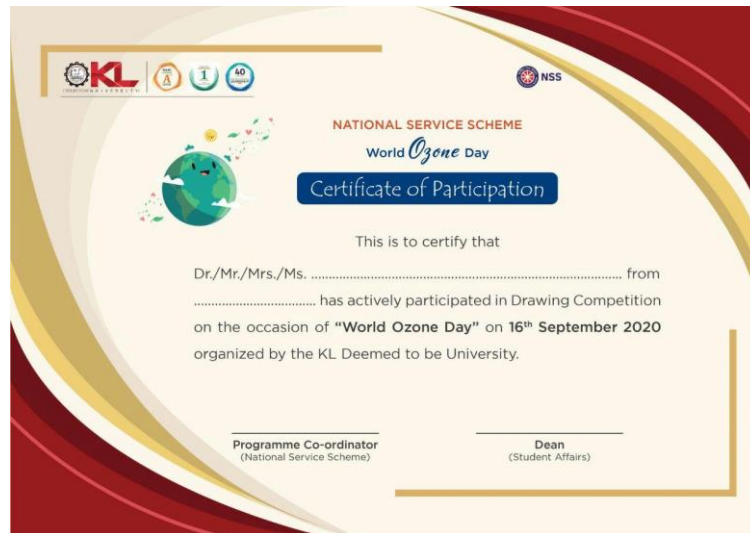 KL
A
1
40
NSS
NATIONAL SERVICE SCHEME
World Ozone Day
Certificate of Participation
This is to certify that
Dr./Mr./Mrs./Ms. ........................................................................................ from
.................................. has actively participated in Drawing Competition
on the occasion of “World Ozone Day” on 16th September 2020
organized by the KL Deemed to be University.
Programme Co-ordinator
(National Service Scheme)
Dean
(Student Affairs)